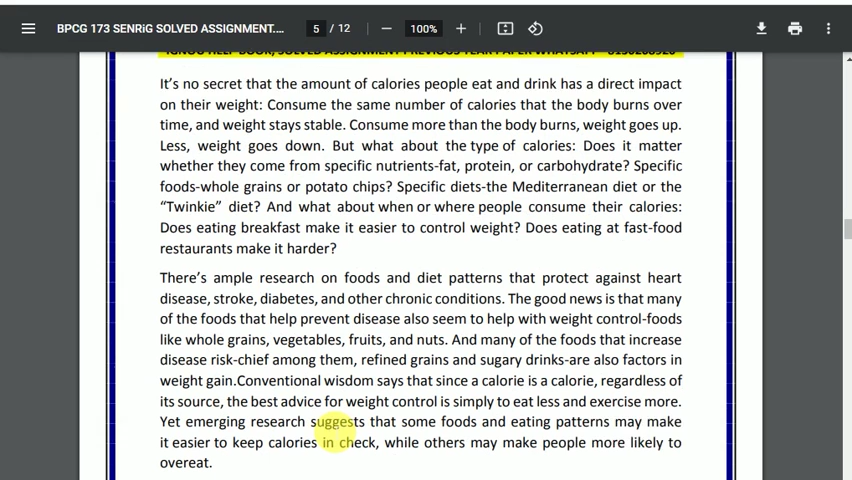 BPCG 173 SENRiG SOLVED ASSIGNMENT...
5 / 12
100%
IGNOU HELP BOOK, SOLVED ASSIGNMENT PREVIOUS YEAR PAPER WHATSAPP -
It's no secret that the amount of calories people eat and drink has a direct impact
on their weight: Consume the same number of calories that the body burns over
time, and weight stays stable. Consume more than the body burns, weight goes up.
Less, weight goes down. But what about the type of calories: Does it matter
whether they come from specific nutrients-fat, protein, or carbohydrate? Specific
foods-whole grains or potato chips? Specific diets-the Mediterranean diet or the
“Twinkie” diet? And what about when or where people consume their calories:
Does eating breakfast make it easier to control weight? Does eating at fast-food
restaurants make it harder?
There's ample research on foods and diet patterns that protect against heart
disease, stroke, diabetes, and other chronic conditions. The good news is that many
of the foods that help prevent disease also seem to help with weight control-foods
like whole grains, vegetables, fruits, and nuts. And many of the foods that increase
disease risk-chief among them, refined grains and sugary drinks-are also factors in
weight gain.Conventional wisdom says that since a calorie is a calorie, regardless of
its source, the best advice for weight control is simply to eat less and exercise more.
Yet emerging research suggests that some foods and eating patterns may make
it easier to keep calories in check, while others may make people more likely to
overeat.